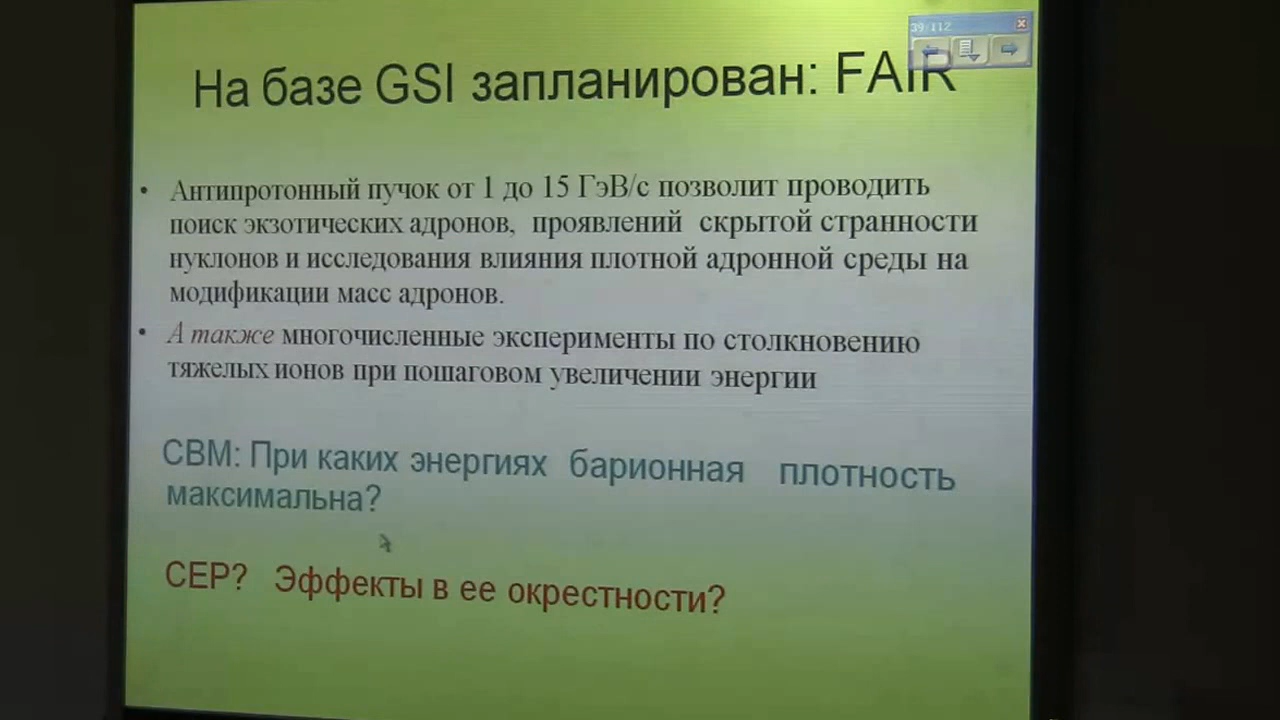 39-112
На базе GSI запланирован: FAIR
• Антипротонный пучок от 1 до 15 ГэВ/с позволит проводить
поиск экзотических адронов, проявлений скрытой странности
нуклонов и исследования влияния плотной адронной среды на
модификации масс адронов.
• А также многочисленные эксперименты по столкновению
тяжелых ионов при пошаговом увеличении энергии
CBM: При каких энергиях барионная плотность
максимальна?
CEP? Эффекты в ее окрестности?